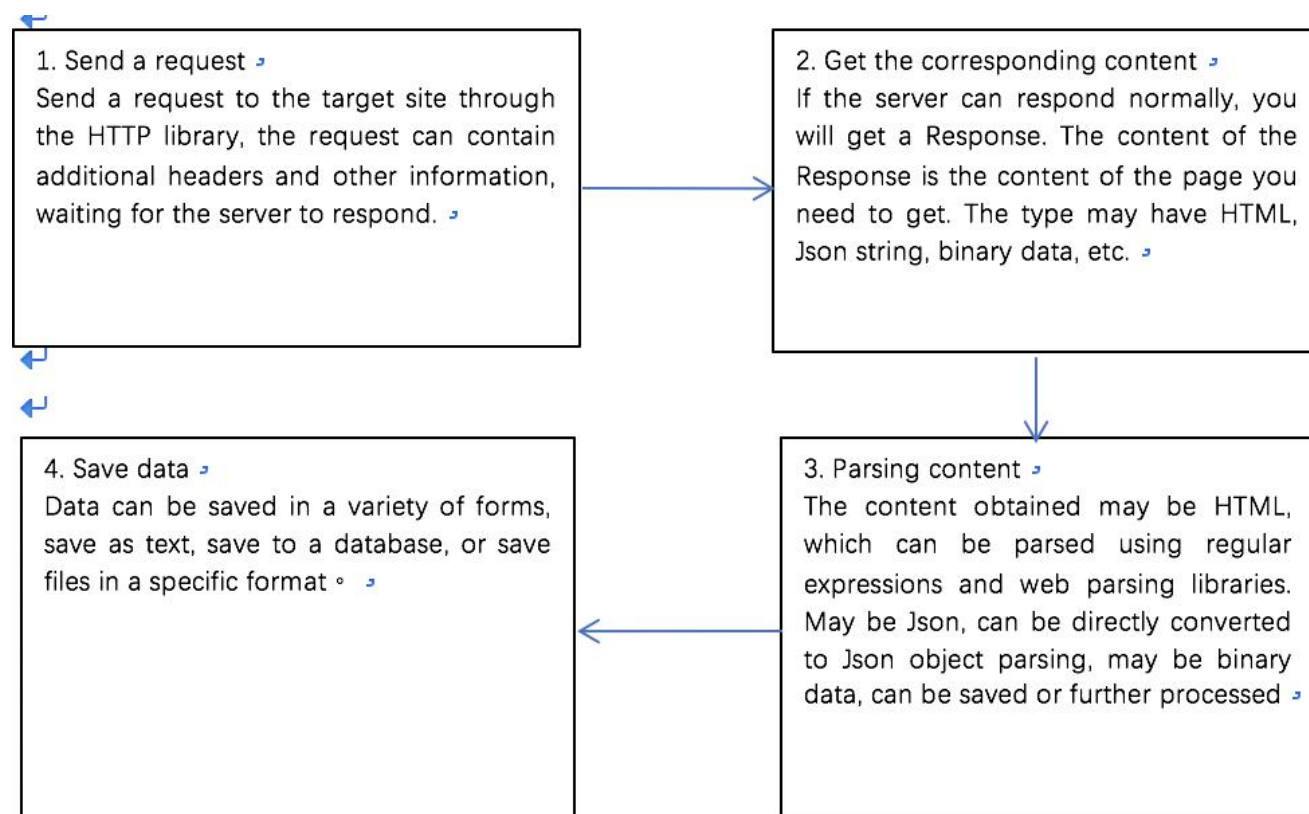 1. Send a request
Send a request to the target site through
the HTTP library, the request can contain
additional headers and other information,
waiting for the server to respond.
2. Get the corresponding content
If the server can respond normally, you
will get a Response. The content of the
Response is the content of the page you
need to get. The type may have HTML,
Json string, binary data, etc.
3. Parsing content
The content obtained may be HTML,
which can be parsed using regular
expressions and web parsing libraries.
May be Json, can be directly converted
to Json object parsing, may be binary
data, can be saved or further processed
4. Save data
Data can be saved in a variety of forms,
save as text, save to a database, or save
files in a specific format。